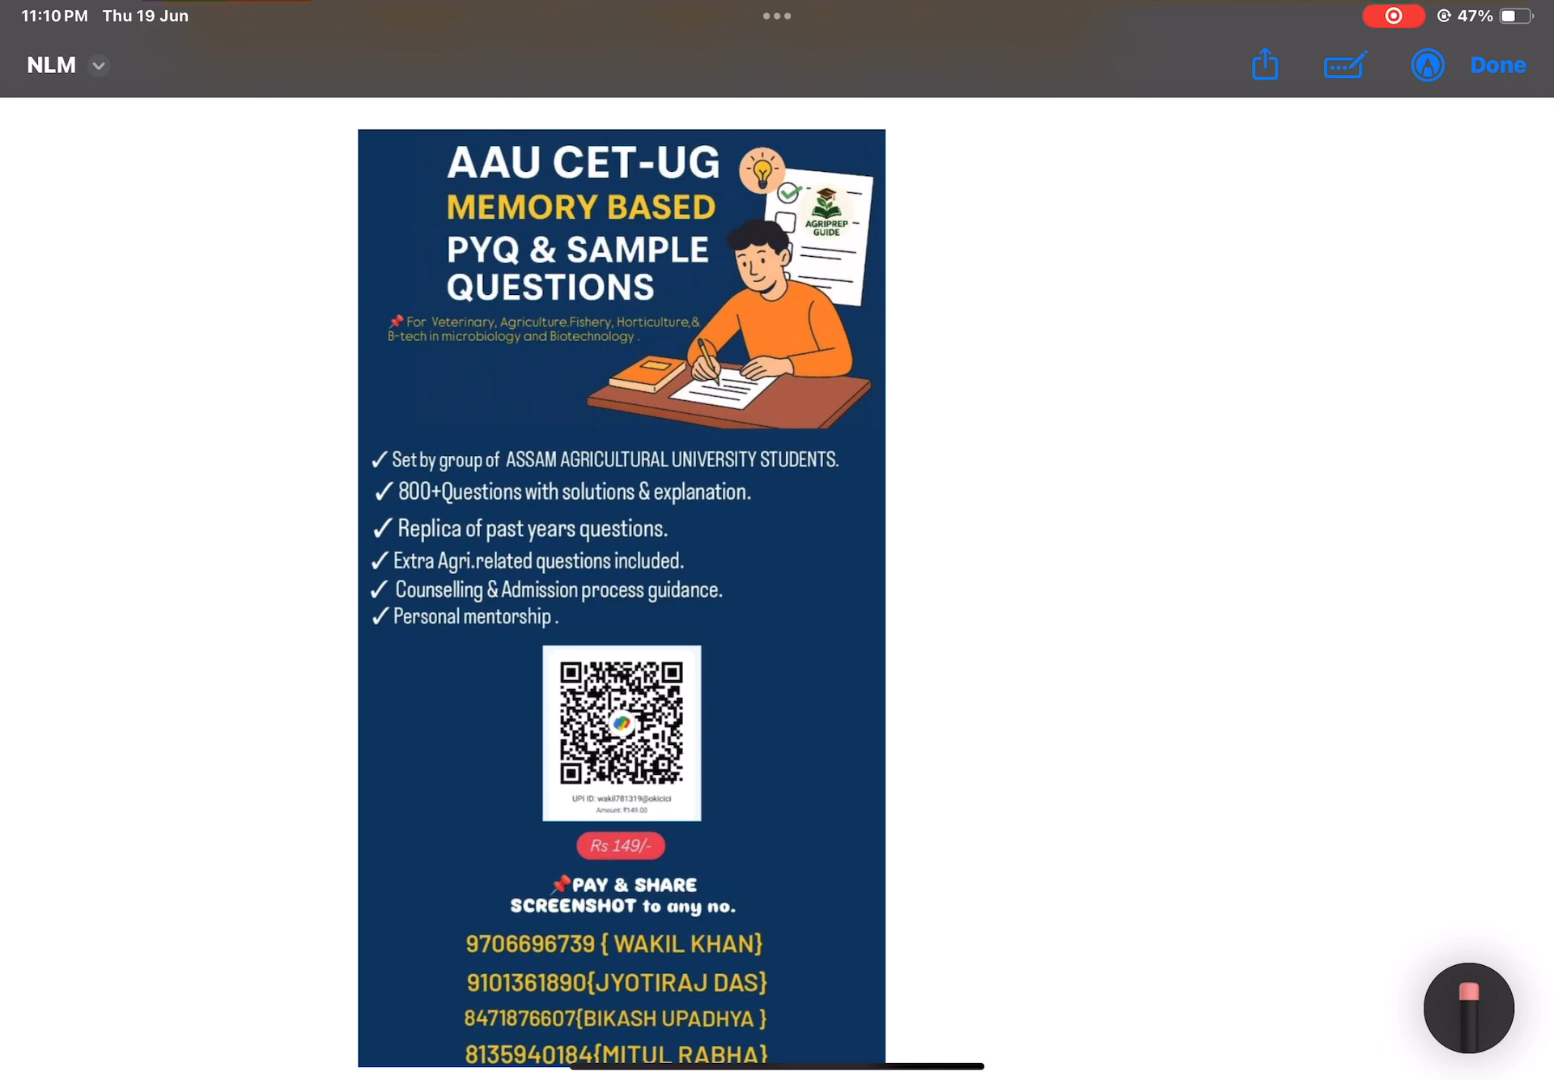 11:10 PM Thu 19 Jun
47%
NLM
Done
AAU CET-UG
MEMORY BASED
PYQ & SAMPLE
QUESTIONS
AGRIPREP
GUIDE
📌 For Veterinary, Agriculture.Fishery, Horticulture,&
B-tech in microbiology and Biotechnology .
✓ Set by group of ASSAM AGRICULTURAL UNIVERSITY STUDENTS.
✓ 800+Questions with solutions & explanation.
✓ Replica of past years questions.
✓ Extra Agri.related questions included.
✓ Counselling & Admission process guidance.
✓ Personal mentorship .
UPI ID: wakil781319@okicici
Amount: ₹149.00
Rs 149/-
📌PAY & SHARE
SCREENSHOT to any no.
9706696739 { WAKIL KHAN}
9101361890{JYOTIRAJ DAS}
8471876607{BIKASH UPADHYA }
8135940184{MITUL RABHA}